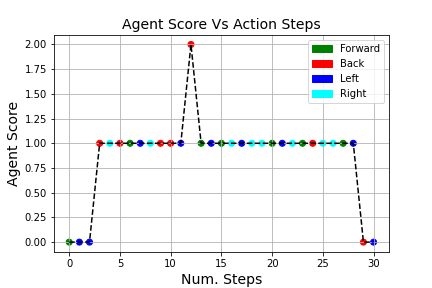 Agent Score Vs Action Steps
2.00
1.75
1.50
1.25
1.00
0.75
0.50
0.25
0.00
Agent Score
Forward
Back
Left
Right
0 5 10 15 20 25 30
Num. Steps